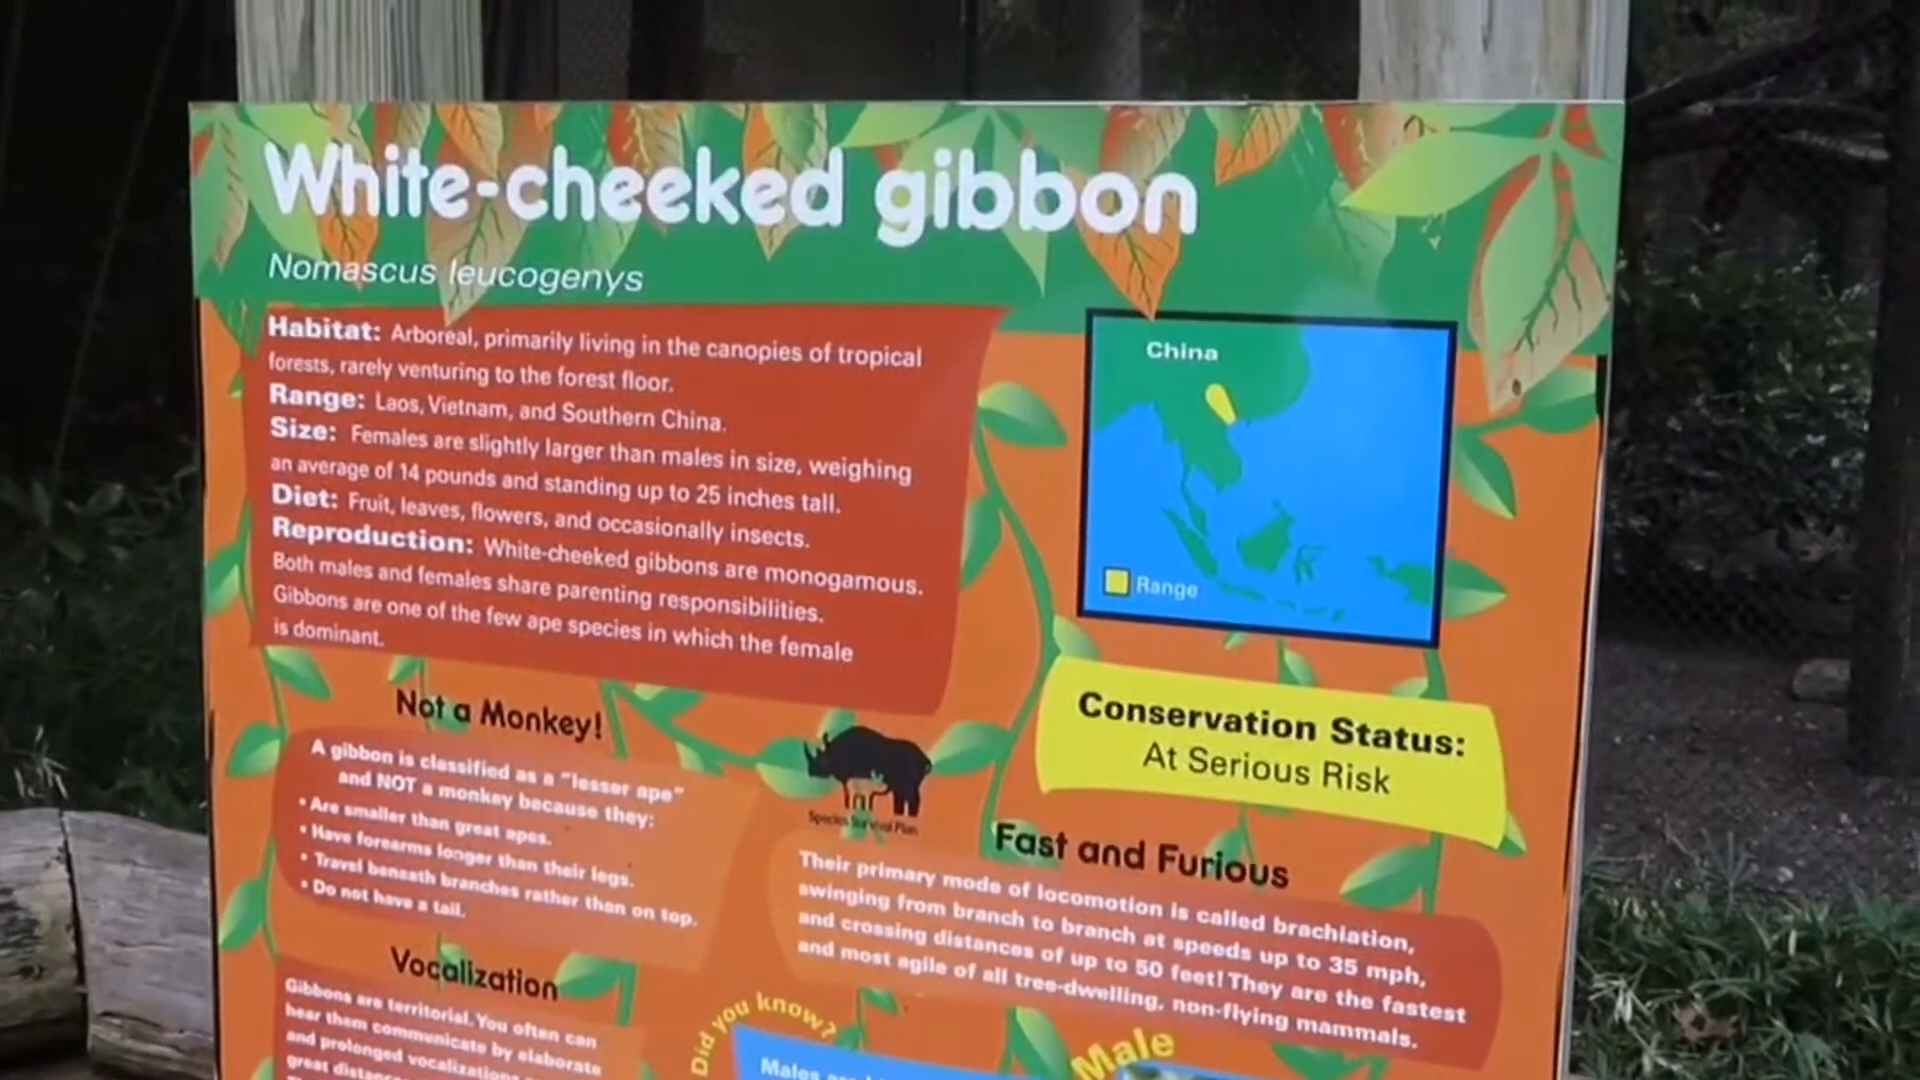 White-cheeked gibbon
Nomascus leucogenys
Habitat: Arboreal, primarily living in the canopies of tropical
forests, rarely venturing to the forest floor.
Range: Laos, Vietnam, and Southern China.
Size: Females are slightly larger than males in size, weighing
an average of 14 pounds and standing up to 25 inches tall.
Diet: Fruit, leaves, flowers, and occasionally insects.
Reproduction: White-cheeked gibbons are monogamous.
Both males and females share parenting responsibilities.
Gibbons are one of the few ape species in which the female
is dominant.
China
Range
Conservation Status:
At Serious Risk
Not a Monkey!
A gibbon is classified as a "lesser ape"
and NOT a monkey because they:
• Are smaller than great apes.
• Have forearms longer than their legs.
• Travel beneath branches rather than on top.
• Do not have a tail.
Species Survival Plan
Fast and Furious
Their primary mode of locomotion is called brachiation,
swinging from branch to branch at speeds up to 35 mph,
and crossing distances of up to 50 feet! They are the fastest
and most agile of all tree-dwelling, non-flying mammals.
Vocalization
Gibbons are territorial. You often can
hear them communicate by elaborate
and prolonged vocalizations
great
Did you know?
Males
Male